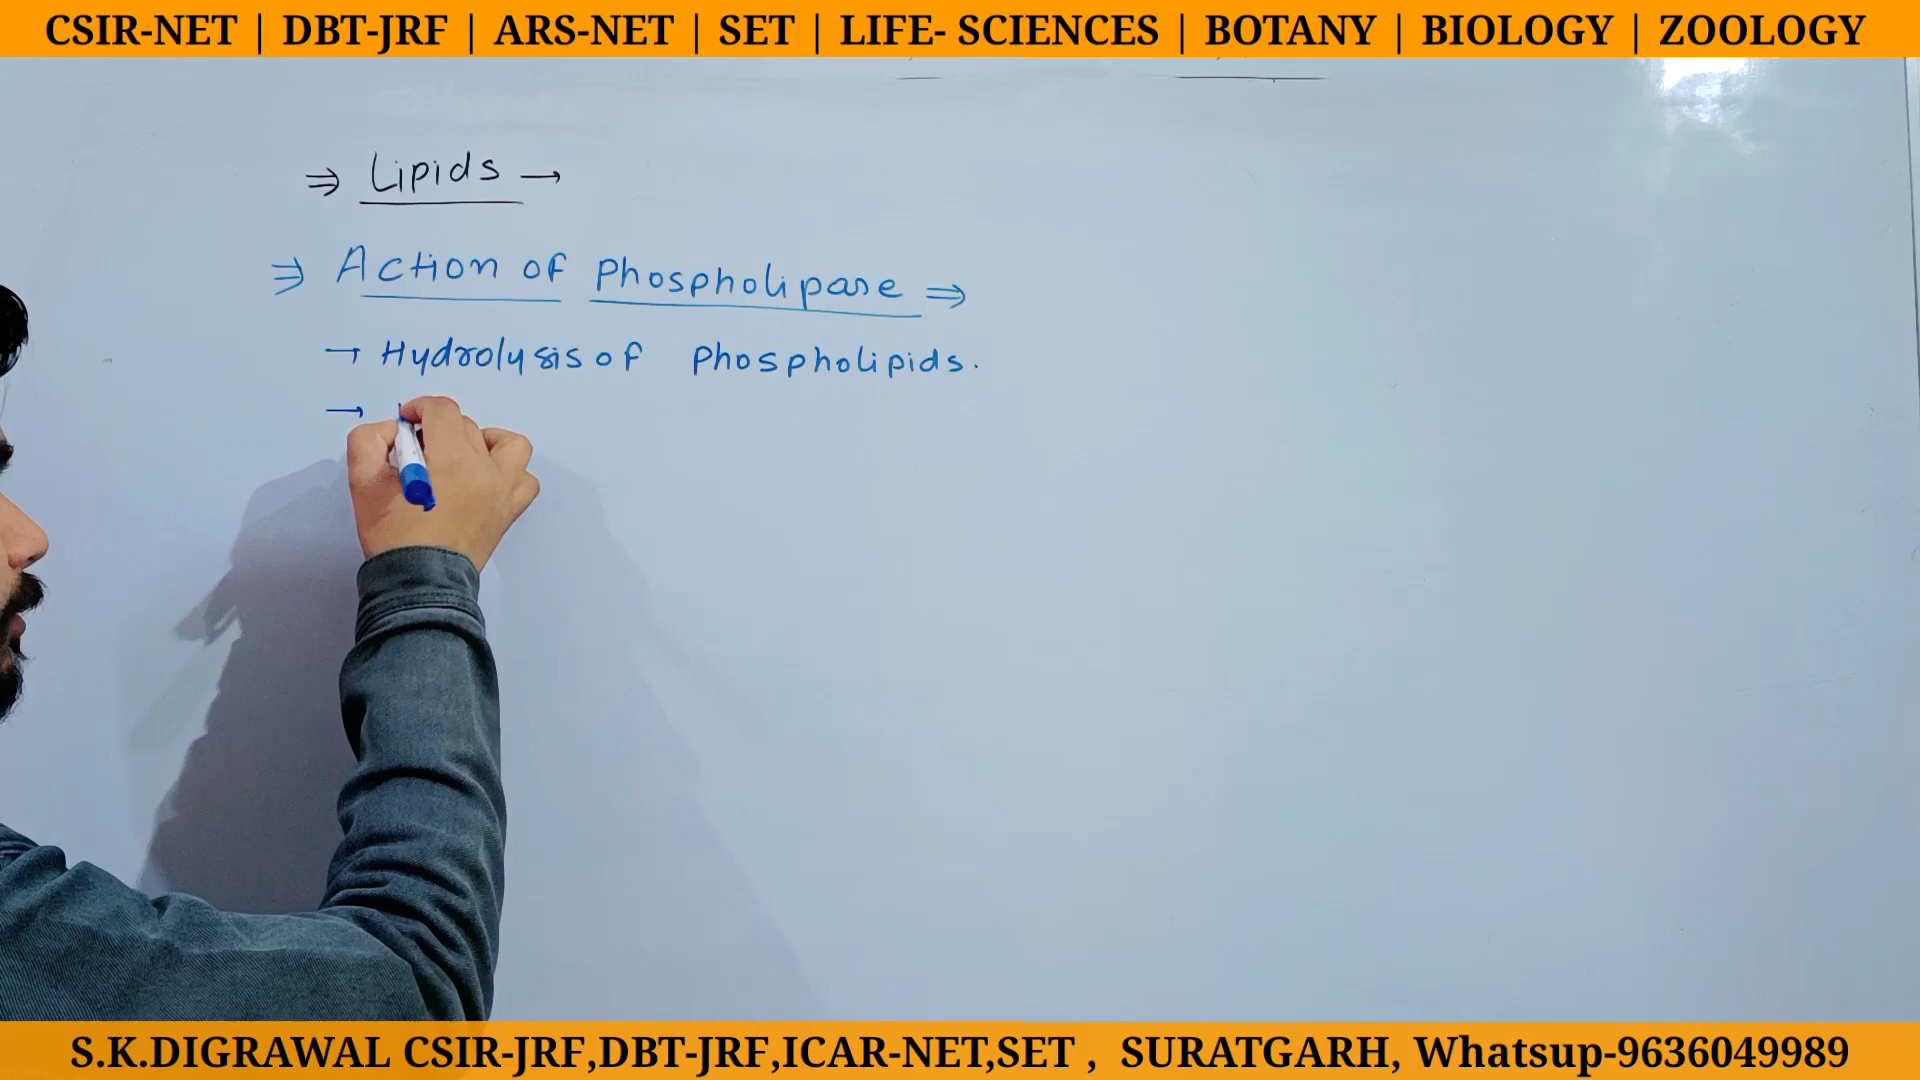 CSIR-NET | DBT-JRF | ARS-NET | SET | LIFE- SCIENCES | BOTANY | BIOLOGY | ZOOLOGY
⇒ Lipids →
⇒ Action of Phospholipase ⇒
→ Hydrolysis of Phospholipids.
→
S.K.DIGRAWAL CSIR-JRF,DBT-JRF,ICAR-NET,SET , SURATGARH, Whatsup-9636049989